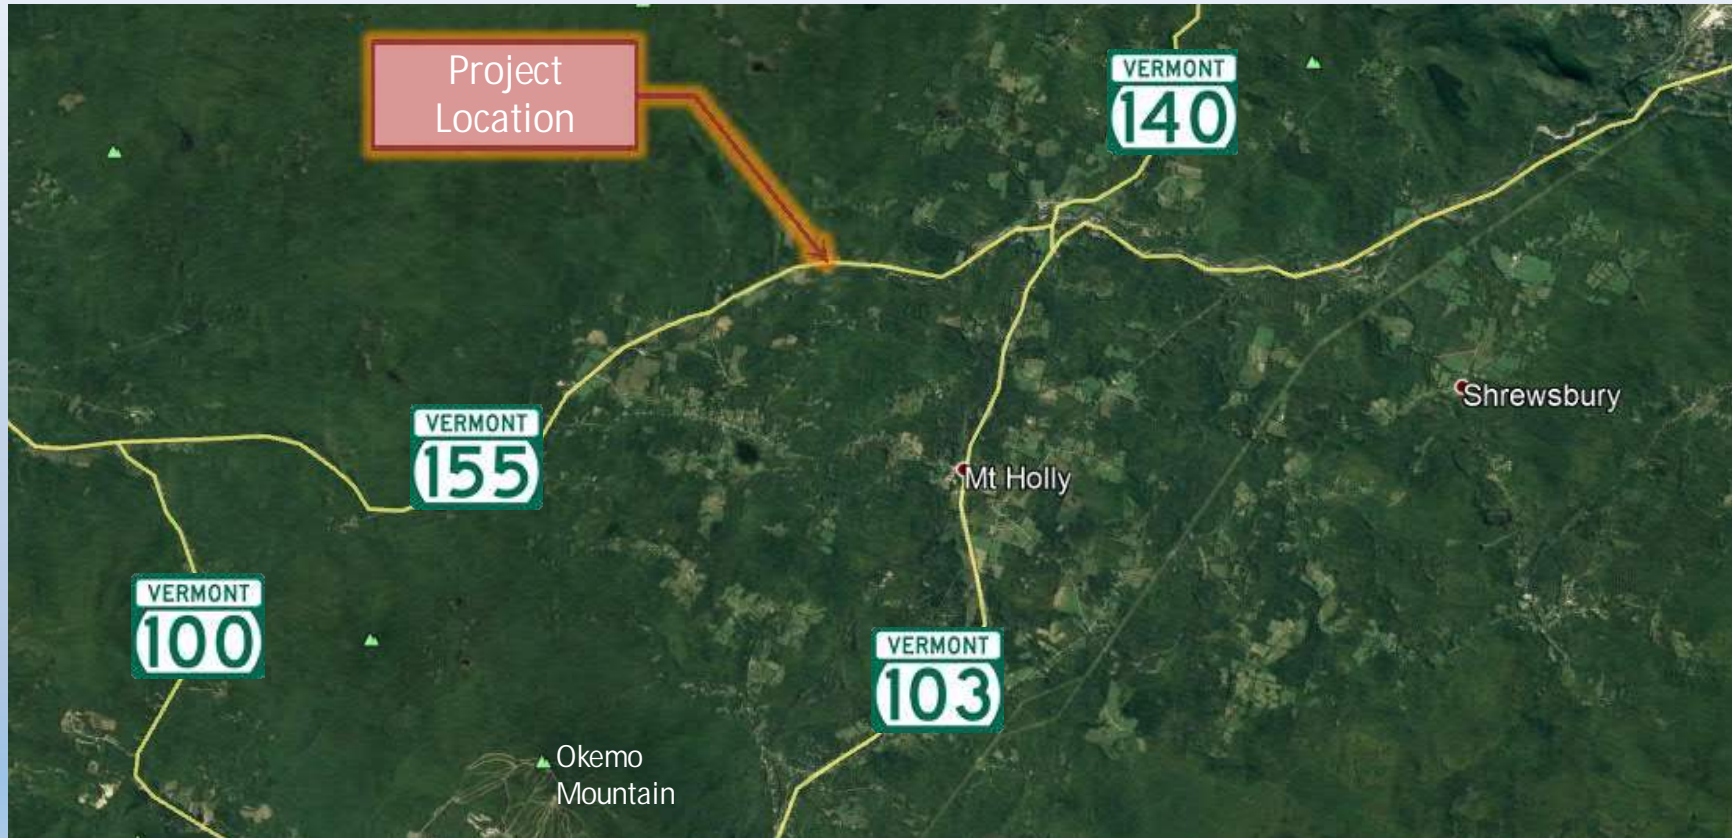 Project
Location
VERMONT
140
Shrewsbury
VERMONT
155
Mt Holly
VERMONT
100
VERMONT
103
Okemo
Mountain